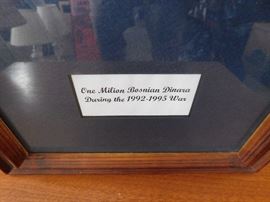 One Milion Bosnian Dinara
During the 1992-1995 War